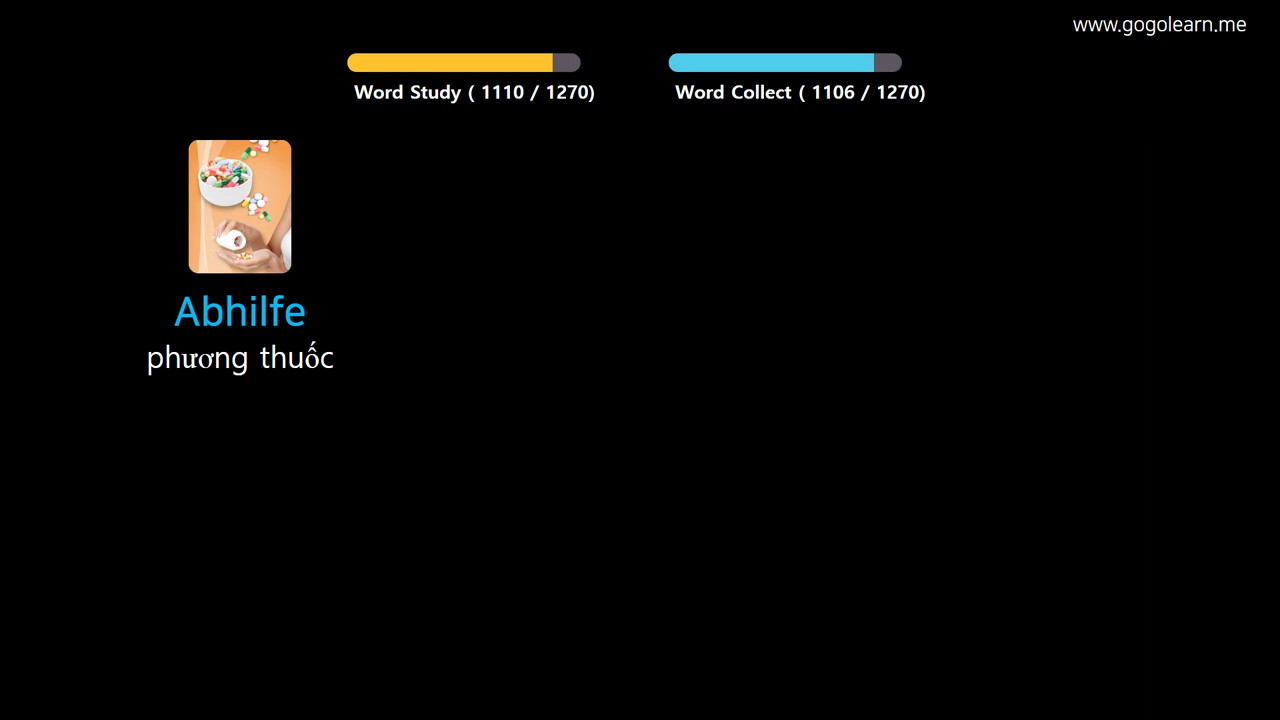 www.gogolearn.me
Word Study ( 1110 / 1270)
Word Collect ( 1106 / 1270)
Abhilfe
phương thuốc